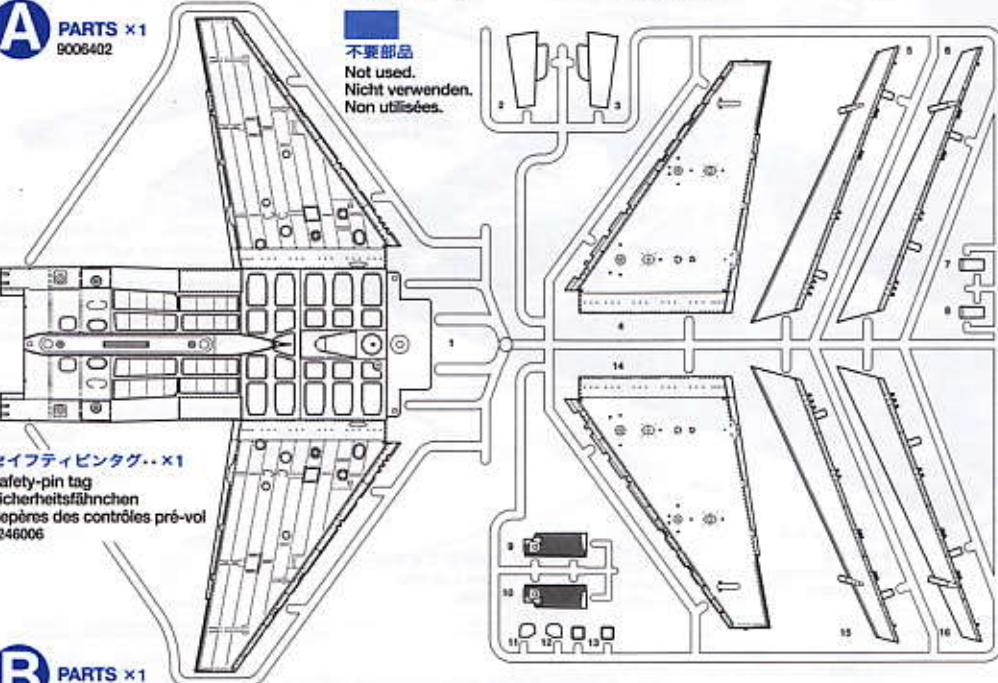 A PARTS ×1
9006402
不要部品
Not used.
Nicht verwenden.
Non utilisées.
2
3
5
6
7
8
1
4
14
セイフティピンタグ‥×1
afety-pin tag
icherheitsfähnchen
epères des contrôles pré-vol
246006
9
10
11
12
13
15
16
B PARTS ×1